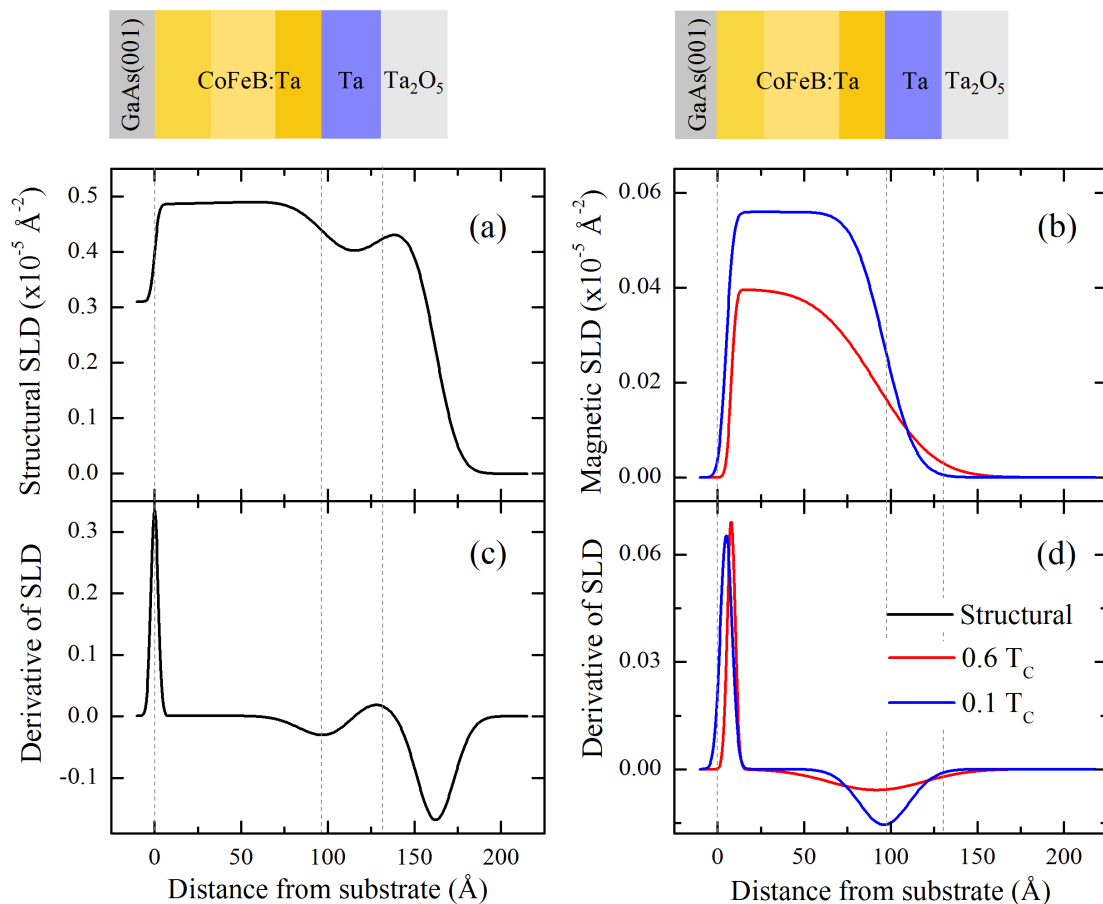 GaAs(001)
CoFeB:Ta
Ta
Ta₂O₅
GaAs(001)
CoFeB:Ta
Ta
Ta₂O₅
Structural SLD (x10⁻⁵ Å⁻²)
0.5
0.4
0.3
0.2
0.1
0.0
(a)
Magnetic SLD (x10⁻⁵ Å⁻²)
0.06
0.04
0.02
0.00
(b)
Derivative of SLD
0.3
0.2
0.1
0.0
-0.1
(c)
0 50 100 150 200
Distance from substrate (Å)
Derivative of SLD
0.06
0.03
0.00
(d)
Structural
0.6 T_C
0.1 T_C
0 50 100 150 200
Distance from substrate (Å)